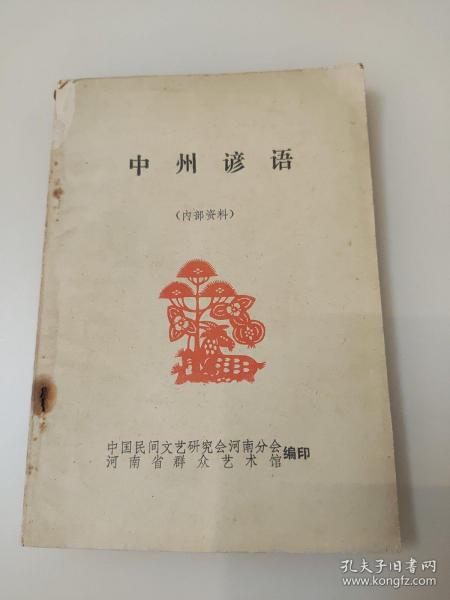 中州谚语
（内部资料）
中国民间文艺研究会河南分会
河南省群众艺术馆
编印
孔夫子旧书网
www.kongfz.com